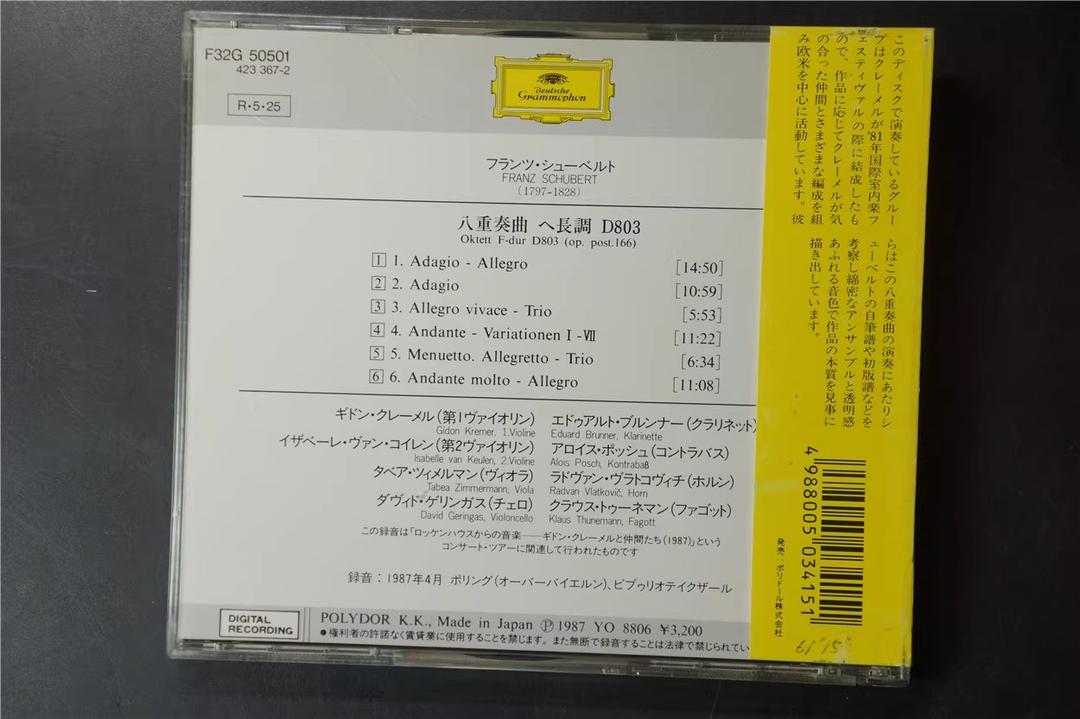 F32G 50501
423 367-2
R・5・25
Deutsche
Grammophon
フランツ・シューベルト
FRANZ SCHUBERT
(1797-1828)
八重奏曲 ヘ長調 D803
Oktett F-dur D803 (op. post.166)
1 1. Adagio - Allegro [14:50]
2 2. Adagio [10:59]
3 3. Allegro vivace - Trio [5:53]
4 4. Andante - Variationen I - VII [11:22]
5 5. Menuetto. Allegretto - Trio [6:34]
6 6. Andante molto - Allegro [11:08]
ギドン・クレーメル(第1ヴァイオリン)
Gidon Kremer, 1.Violine
イザベーレ・ヴァン・コイレン(第2ヴァイオリン)
Isabelle van Keulen, 2.Violine
タベア・ツィメルマン(ヴィオラ)
Tabea Zimmermann, Viola
ダヴィド・ゲリンガス(チェロ)
David Geringas, Violoncello
エドゥアルト・ブルンナー(クラリネット)
Eduard Brunner, Klarinette
アロイス・ポッシュ(コントラバス)
Alois Posch, Kontrabaß
ラドヴァン・ヴラトコヴィチ(ホルン)
Radvan Vlatkovič, Horn
クラウス・トゥーネマン(ファゴット)
Klaus Thunemann, Fagott
この録音は「ロッケンハウスからの音楽——ギドン・クレーメルと仲間たち(1987)」という
コンサート・ツアーに関連して行われたものです
録音：1987年4月 ポリング(オーバーバイエルン)、ビブゥリオテイクザール
DIGITAL
RECORDING
POLYDOR K.K., Made in Japan Ⓟ 1987 YO 8806 ¥3,200
●権利者の許諾なく賃貸業に使用することを禁じます。また無断で録音することは法律で禁じら
このディスクで演奏しているグルー
プはクレーメルが'81年国際室内楽フ
ェスティヴァルの際に結成したも
ので、作品に応じてクレーメルが気
の合った仲間とさまざまな編成を組
み欧米を中心に活動しています。彼
らはこの八重奏曲の演奏にあたりシ
ューベルトの自筆譜や初版譜などを
考察し綿密なアンサンブルと透明感
あふれる音色で作品の本質を見事に
描き出しています。
4 988005 034151
発売：ポリドール株式会社